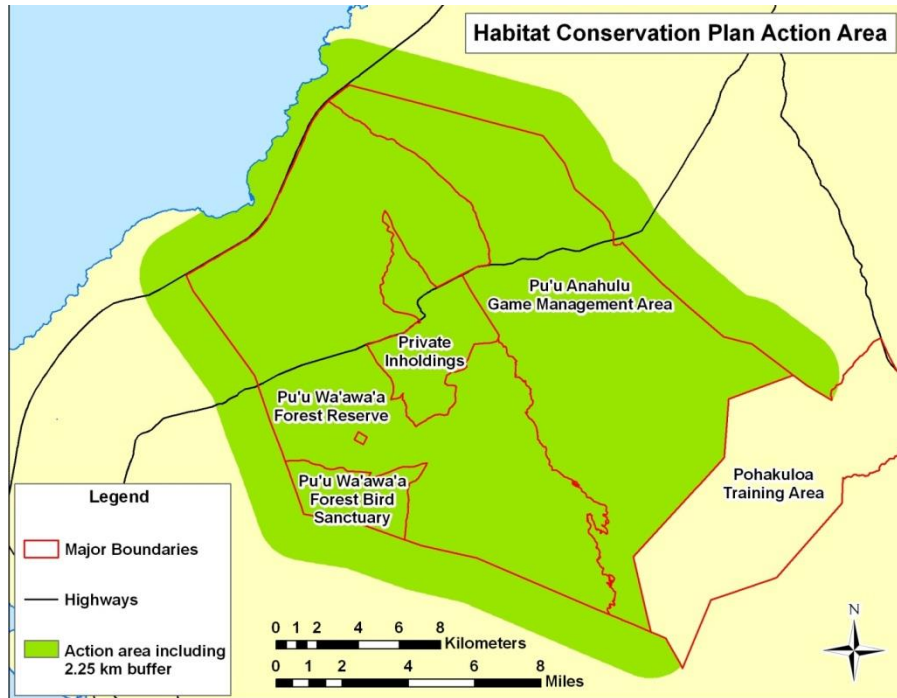 Habitat Conservation Plan Action Area
Pu'u Anahulu
Game Management Area
Private
Inholdings
Pu'u Wa'awa'a
Forest Reserve
Pu'u Wa'awa'a
Forest Bird
Sanctuary
Pohakuloa
Training Area
Legend
Major Boundaries
Highways
Action area including
2.25 km buffer
0 1 2 4 6 8
Kilometers
0 1 2 4 6 8
Miles
N